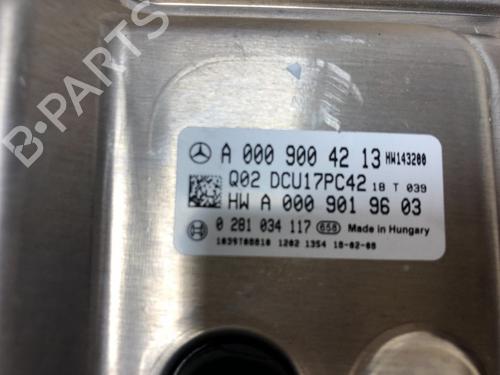 B-PARTS
A 000 900 42 13 HW143200
Q02 DCU17PC42 18 T 039
HW A 000 901 96 03
0 281 034 117 658 Made in Hungary
1039T08810 1202 1354 18-02-08